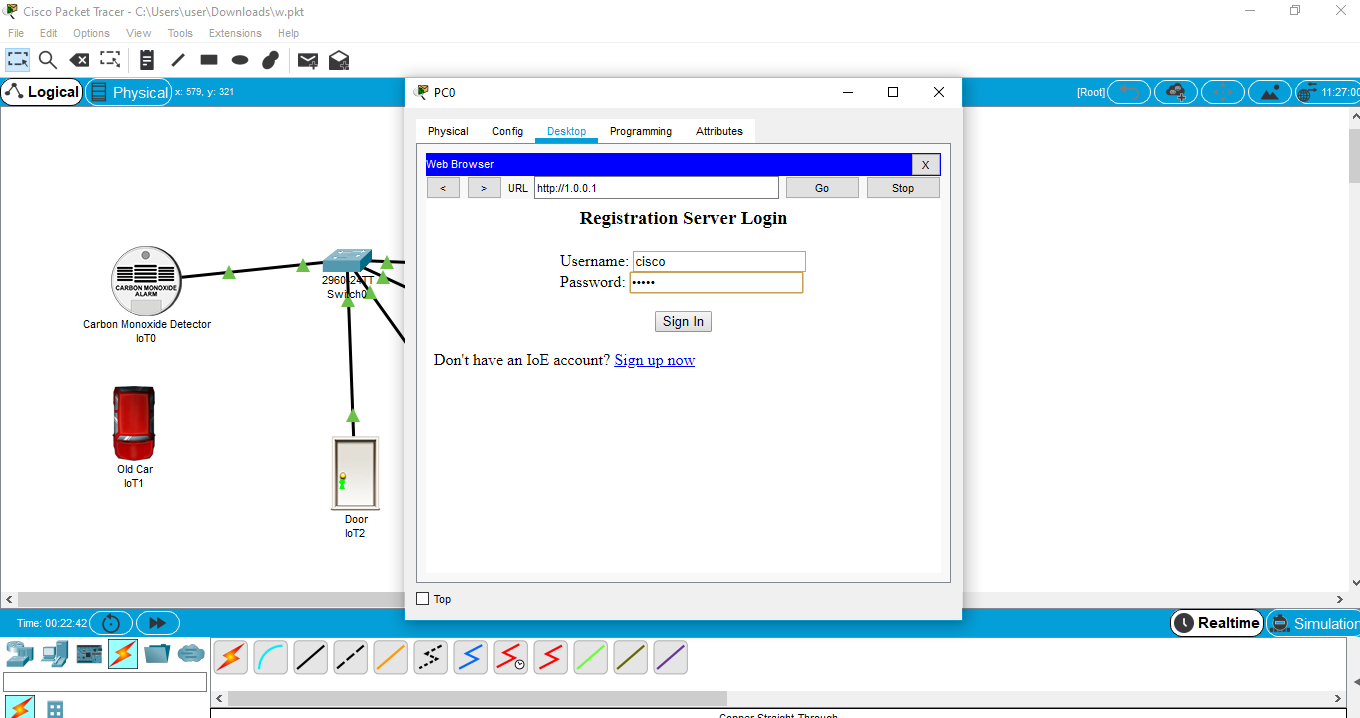 Cisco Packet Tracer - C:\Users\user\Downloads\w.pkt
File Edit Options View Tools Extensions Help
Logical Physical x: 579, y: 321
[Root] 11:27:00
PC0
Physical Config Desktop Programming Attributes
Web Browser X
< > URL http://1.0.0.1 Go Stop
Registration Server Login
Username: cisco
Password: •••••
Sign In
Don't have an IoE account? Sign up now
Top
CARBON MONOXIDE
ALARM
Carbon Monoxide Detector
IoT0
2960-24TT
Switch0
Old Car
IoT1
Door
IoT2
Time: 00:22:42
Realtime Simulation
Copper Straight-Through